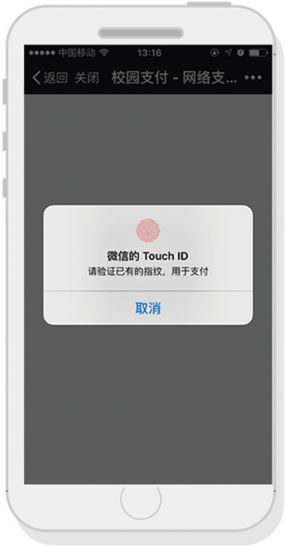 中国移动 13:16
返回 关闭 校园支付 - 网络支...
微信的 Touch ID
请验证已有的指纹，用于支付
取消